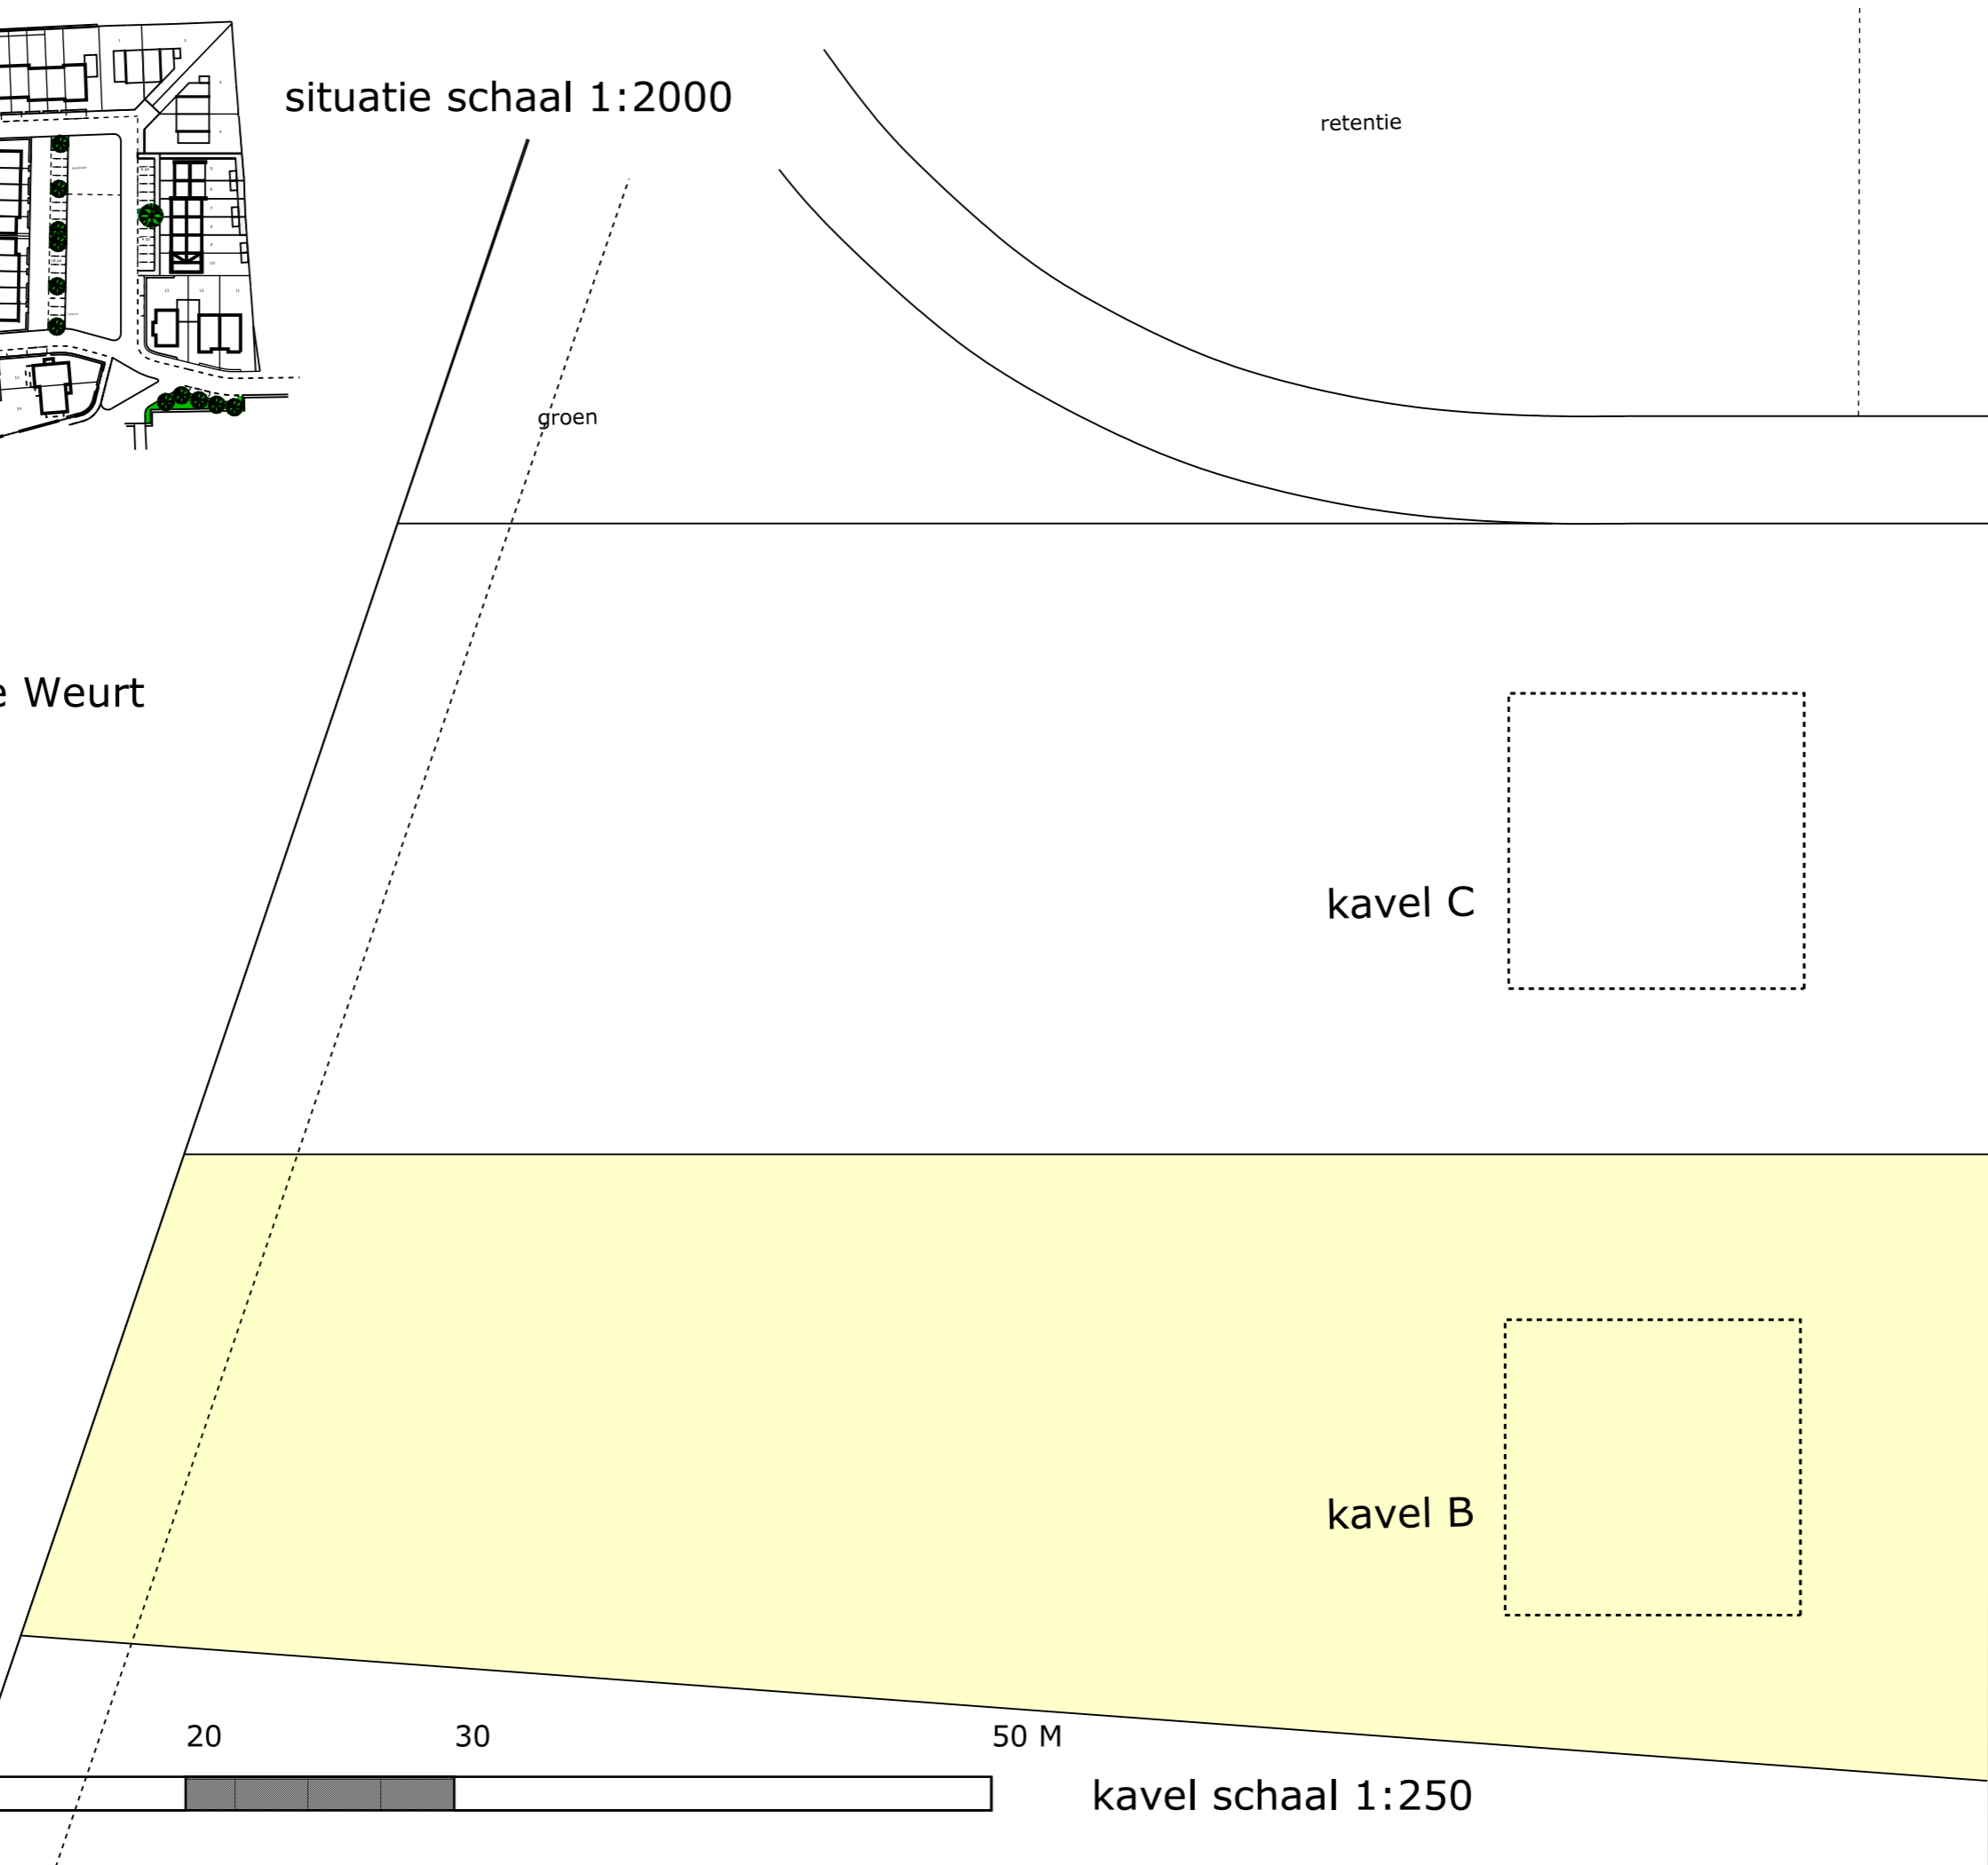 situatie schaal 1:2000
retentie
groen
e Weurt
kavel C
kavel B
20 30 50 M
kavel schaal 1:250